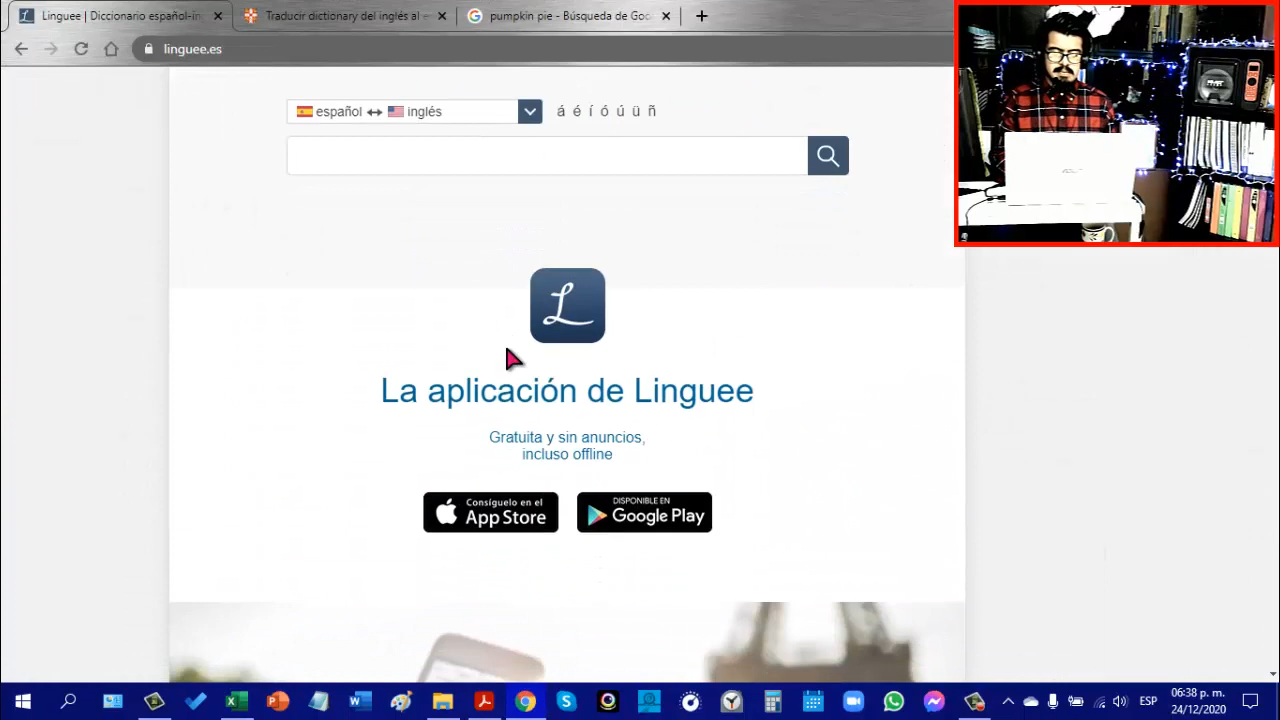 Linguee | Diccionario español-in
Traducir dictionary del inglés al
pumpkin pie - Búsqueda de Goo
linguee.es
español ↔ inglés
á é í ó ú ü ñ
L
La aplicación de Linguee
Gratuita y sin anuncios,
incluso offline
Consíguelo en el
App Store
DISPONIBLE EN
Google Play
ESP
06:38 p. m.
24/12/2020